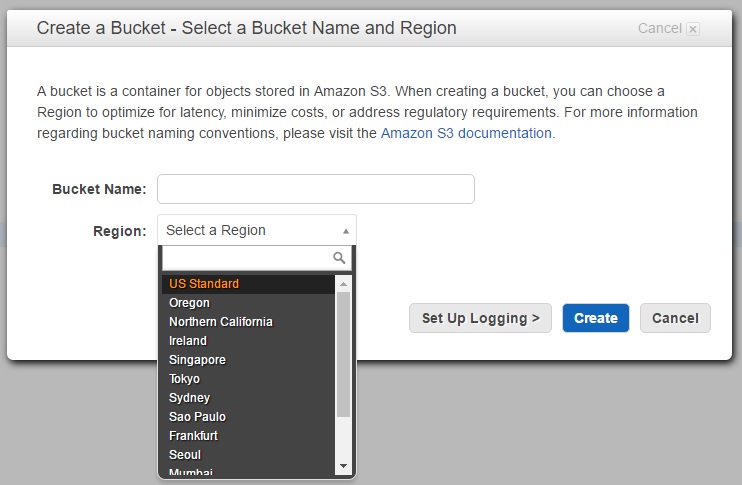 Create a Bucket - Select a Bucket Name and Region
Cancel
A bucket is a container for objects stored in Amazon S3. When creating a bucket, you can choose a
Region to optimize for latency, minimize costs, or address regulatory requirements. For more information
regarding bucket naming conventions, please visit the Amazon S3 documentation.
Bucket Name:
Region: Select a Region
US Standard
Oregon
Northern California
Ireland
Singapore
Tokyo
Sydney
Sao Paulo
Frankfurt
Seoul
Mumbai
Set Up Logging >
Create
Cancel